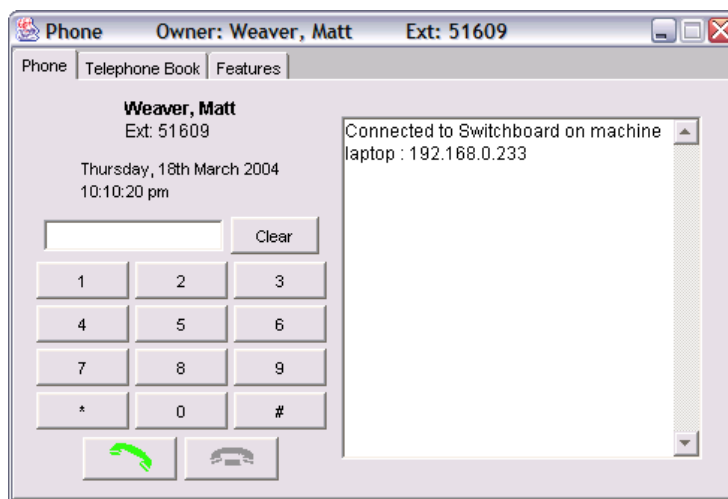 Phone Owner: Weaver, Matt Ext: 51609
Phone Telephone Book Features
Weaver, Matt
Ext: 51609
Thursday, 18th March 2004
10:10:20 pm
Clear
1 2 3
4 5 6
7 8 9
* 0 #
Connected to Switchboard on machine
laptop : 192.168.0.233